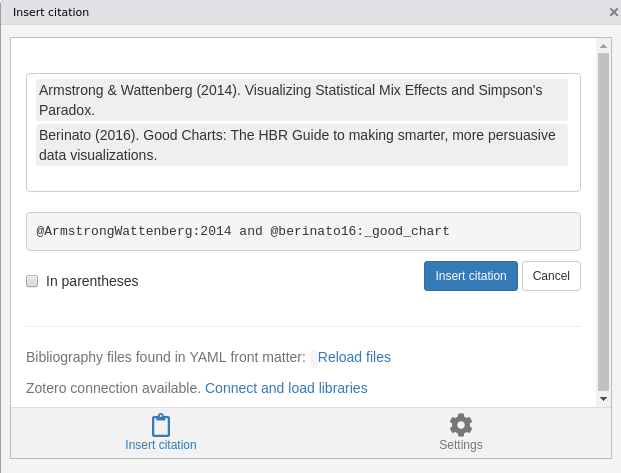 Insert citation
Armstrong & Wattenberg (2014). Visualizing Statistical Mix Effects and Simpson's
Paradox.
Berinato (2016). Good Charts: The HBR Guide to making smarter, more persuasive
data visualizations.
@ArmstrongWattenberg:2014 and @berinato16:_good_chart
In parentheses
Insert citation
Cancel
Bibliography files found in YAML front matter: Reload files
Zotero connection available. Connect and load libraries
Insert citation
Settings